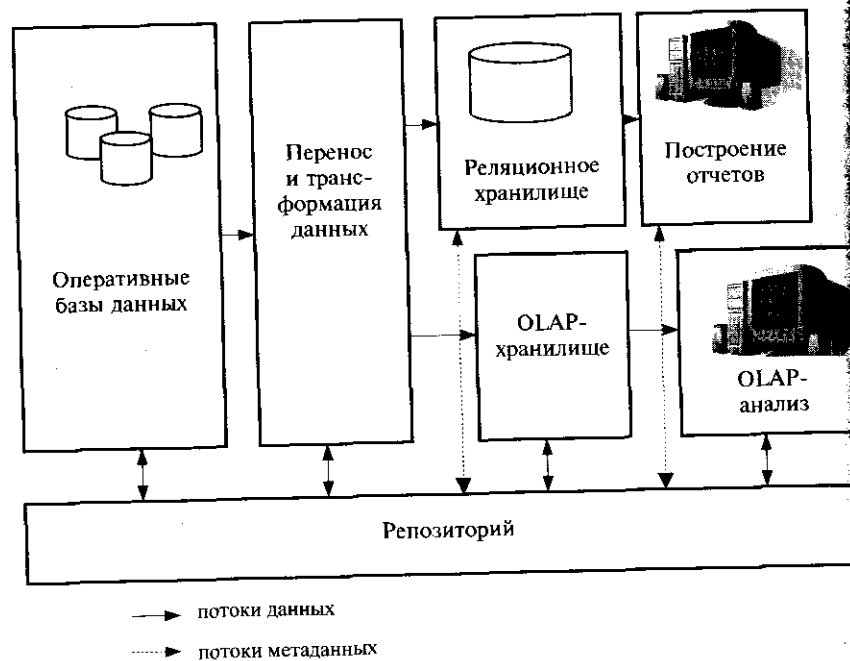 Оперативные
базы данных
Перенос
и транс-
формация
данных
Реляционное
хранилище
Построение
отчетов
OLAP-
хранилище
OLAP-
анализ
Репозиторий
потоки данных
потоки метаданных